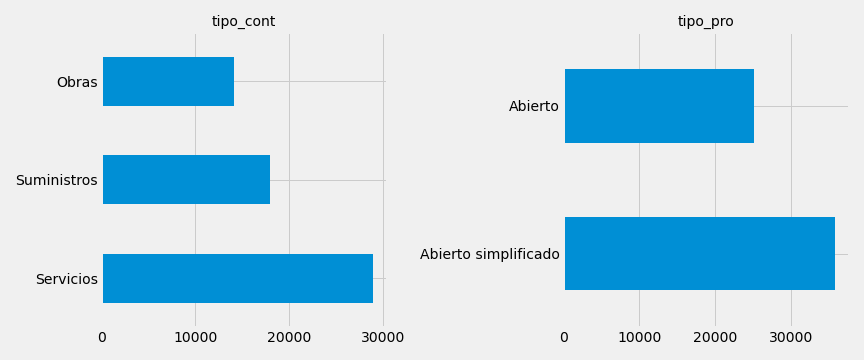 tipo_cont
Obras
Suministros
Servicios
0 10000 20000 30000
tipo_pro
Abierto
Abierto simplificado
0 10000 20000 30000